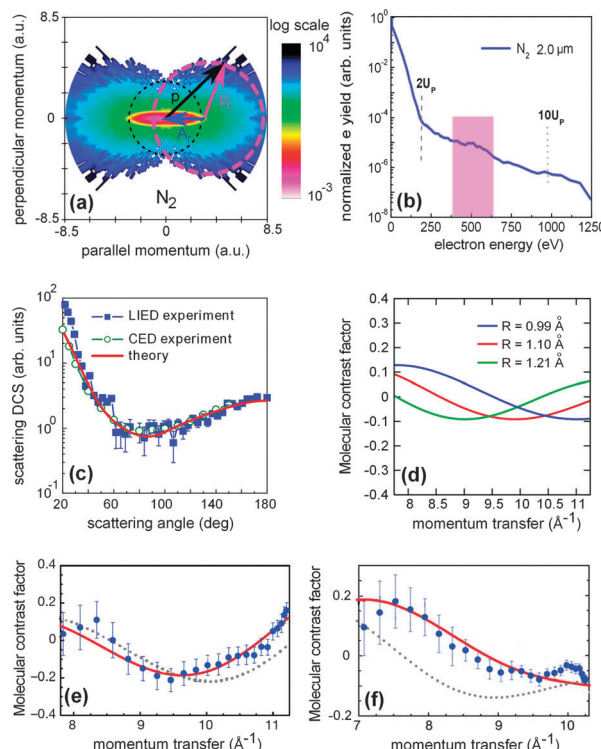 8.5
0
-8.5
perpendicular momentum (a.u.)
log scale
10^4
10^-3
p
p_r
A_r
(a)
N_2
-8.5 0 8.5
parallel momentum (a.u.)
normalized e yield (arb. units)
10^0
10^-2
10^-4
10^-6
10^-8
N_2 2.0 μm
2U_P
10U_P
(b)
0 250 500 750 1000 1250
electron energy (eV)
scattering DCS (arb. units)
10^2
10^1
10^0
10^-1
LIED experiment
CED experiment
theory
(c)
20 60 100 140 180
scattering angle (deg)
Molecular contrast factor
0.4
0.3
0.2
0.1
0
-0.1
-0.2
-0.3
-0.4
R = 0.99 Å
R = 1.10 Å
R = 1.21 Å
(d)
8 8.5 9 9.5 10 10.5 11
momentum transfer (Å^-1)
Molecular contrast factor
0.4
0.2
0
-0.2
-0.4
(e)
8 9 10 11
momentum transfer (Å^-1)
Molecular contrast factor
0.2
0
0.2
(f)
7 8 9 10
momentum transfer (Å^-1)